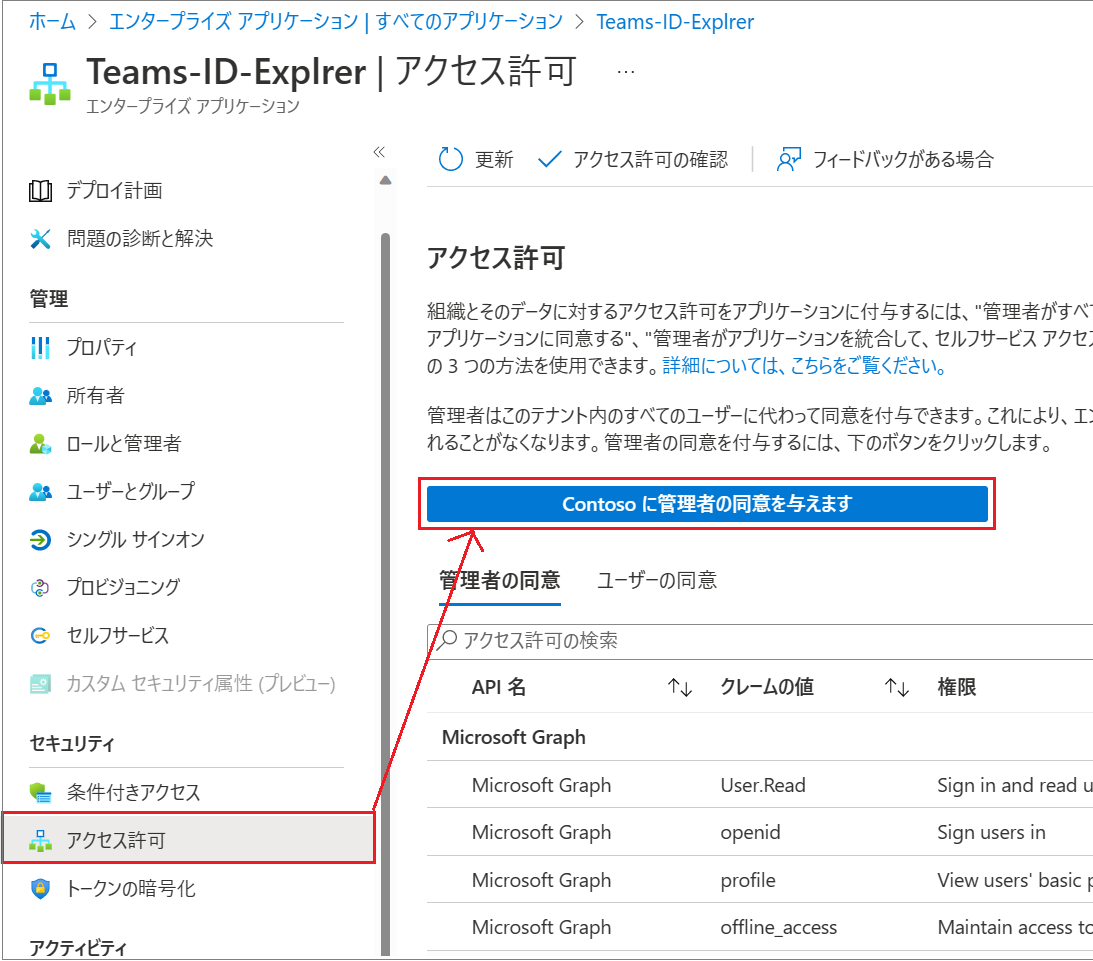 ホーム > エンタープライズ アプリケーション | すべてのアプリケーション > Teams-ID-Explrer
Teams-ID-Explrer | アクセス許可 ...
エンタープライズ アプリケーション
«
デプロイ計画
問題の診断と解決
管理
プロパティ
所有者
ロールと管理者
ユーザーとグループ
シングル サインオン
プロビジョニング
セルフサービス
カスタム セキュリティ属性 (プレビュー)
セキュリティ
条件付きアクセス
アクセス許可
トークンの暗号化
アクティビティ
更新 アクセス許可の確認 フィードバックがある場合
アクセス許可
組織とそのデータに対するアクセス許可をアプリケーションに付与するには、"管理者がすべ
アプリケーションに同意する"、"管理者がアプリケーションを統合して、セルフサービス アクセス
の 3 つの方法を使用できます。詳細については、こちらをご覧ください。
管理者はこのテナント内のすべてのユーザーに代わって同意を付与できます。これにより、エン
れることがなくなります。管理者の同意を付与するには、下のボタンをクリックします。
Contoso に管理者の同意を与えます
管理者の同意 ユーザーの同意
アクセス許可の検索
API 名 ↑↓ クレームの値 ↑↓ 権限
Microsoft Graph
Microsoft Graph User.Read Sign in and read u
Microsoft Graph openid Sign users in
Microsoft Graph profile View users' basic p
Microsoft Graph offline_access Maintain access to